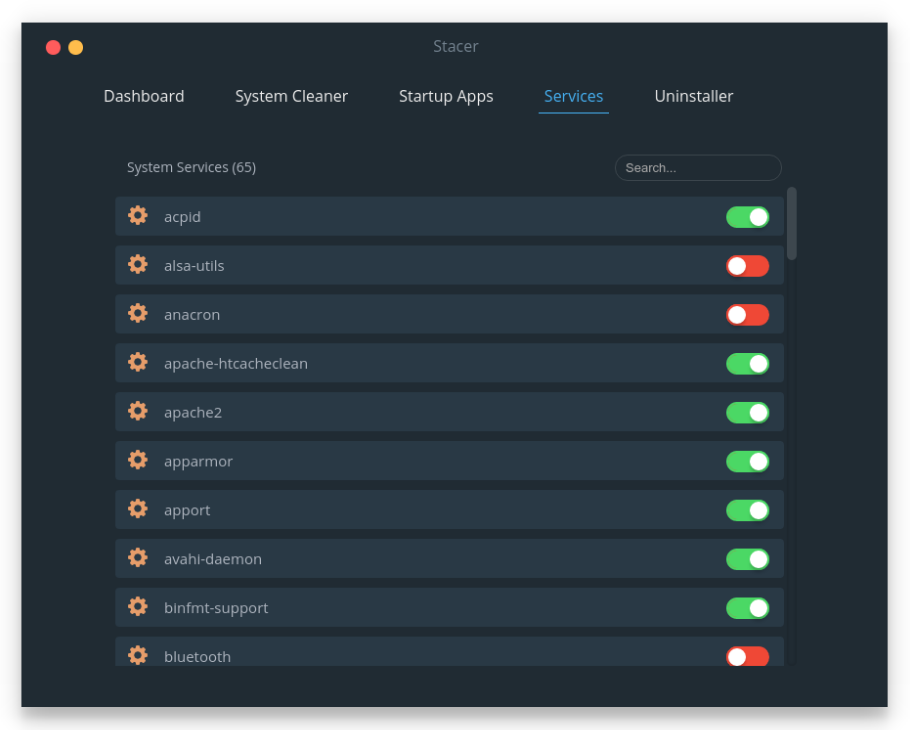 Stacer
Dashboard System Cleaner Startup Apps Services Uninstaller
System Services (65) Search...
acpid
alsa-utils
anacron
apache-htcacheclean
apache2
apparmor
apport
avahi-daemon
binfmt-support
bluetooth